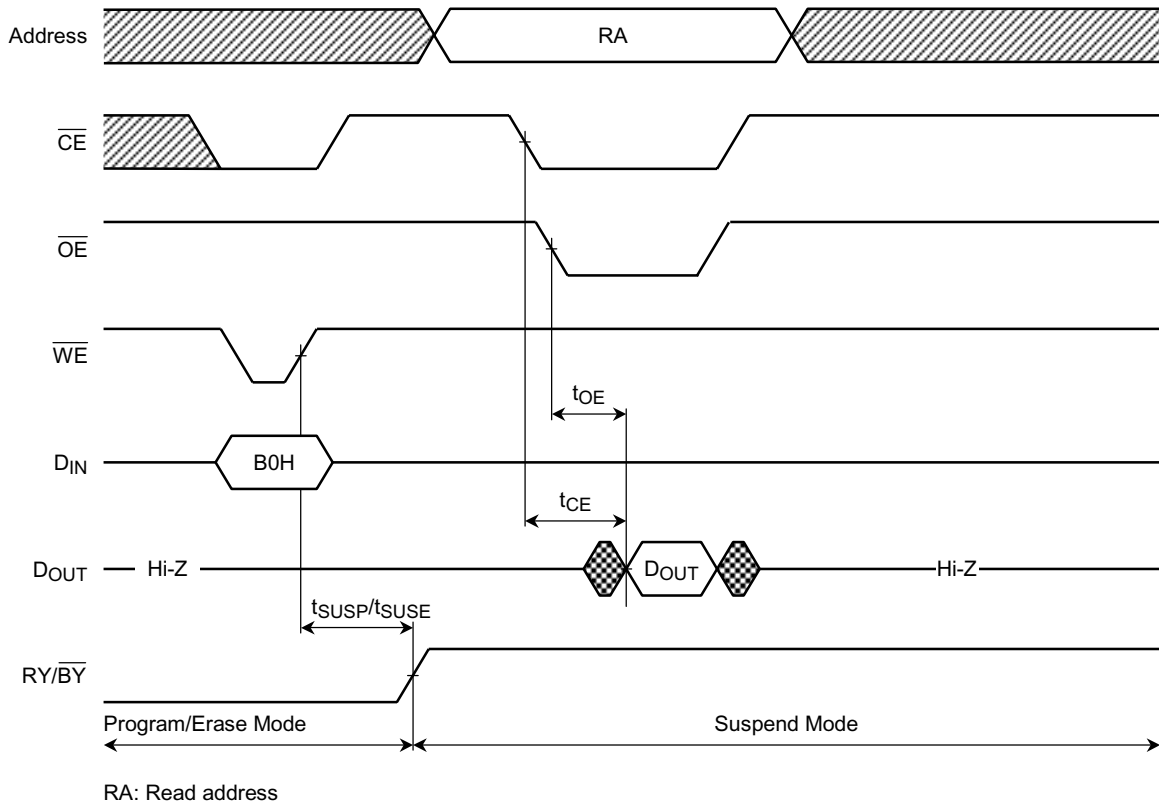 Address
RA
CE
OE
WE
tOE
DIN
B0H
tCE
DOUT
Hi-Z
DOUT
Hi-Z
tSUSP/tSUSE
RY/BY
Program/Erase Mode
Suspend Mode
RA: Read address